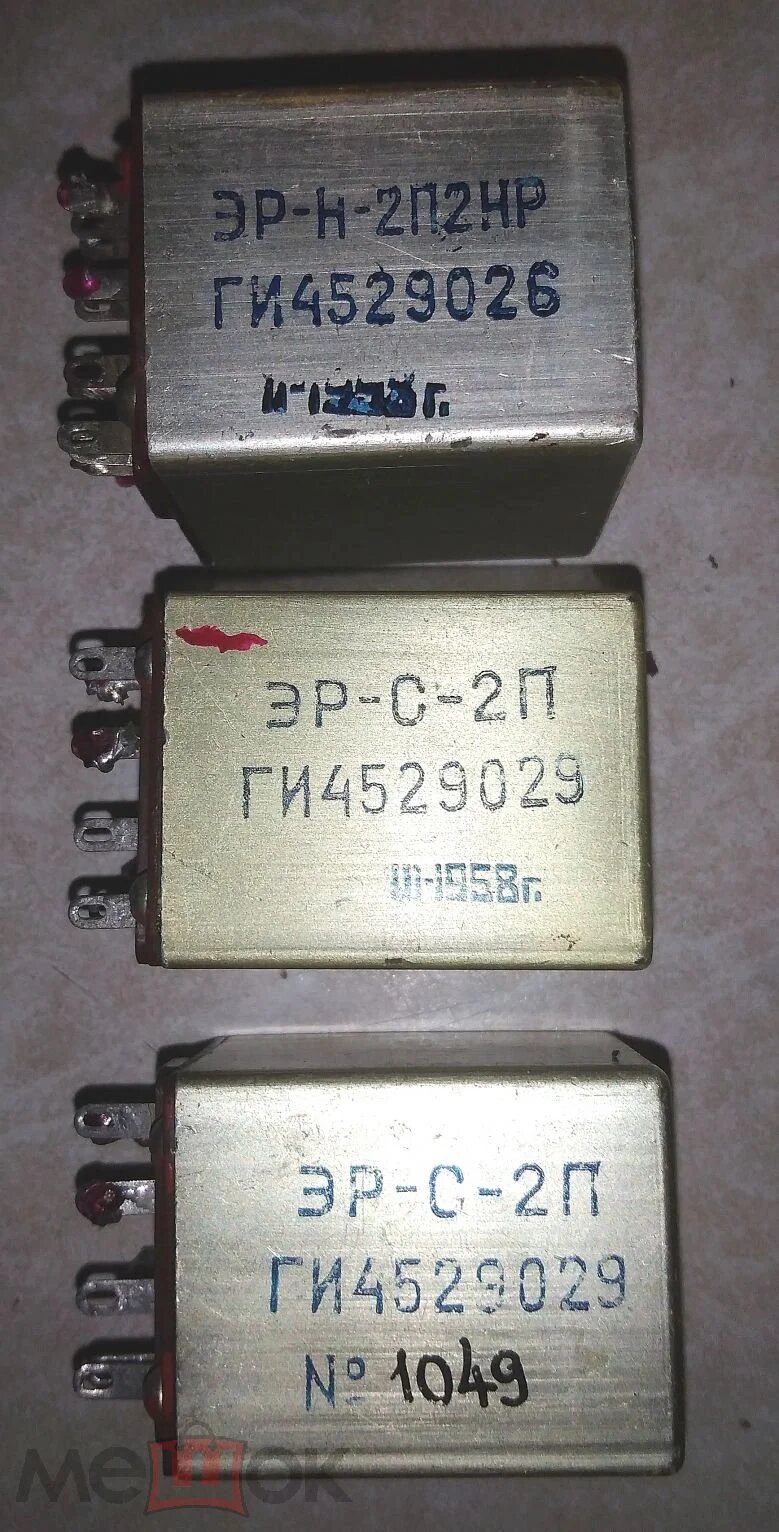 ЭР-Н-2П2НР
ГИ4529026
ЭР-С-2П
ГИ4529029
III-1958г.
ЭР-С-2П
ГИ4529029
№ 1049
мешок